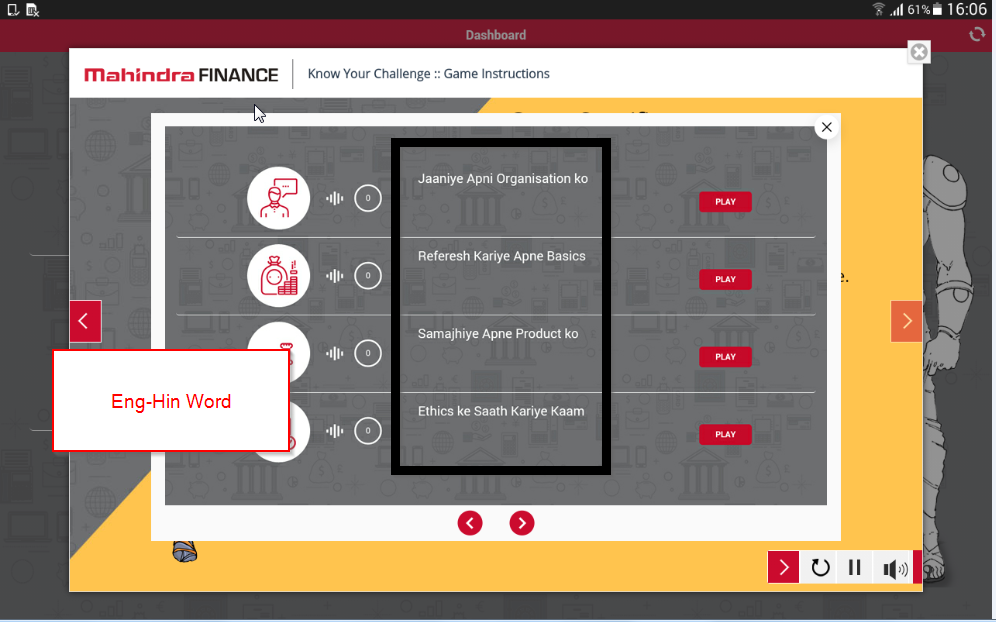 61% 16:06
Dashboard
Mahindra FINANCE Know Your Challenge :: Game Instructions
0 Jaaniye Apni Organisation ko PLAY
0 Referesh Kariye Apne Basics PLAY
e.
0 Samajhiye Apne Product ko PLAY
Eng-Hin Word
0 Ethics ke Saath Kariye Kaam PLAY